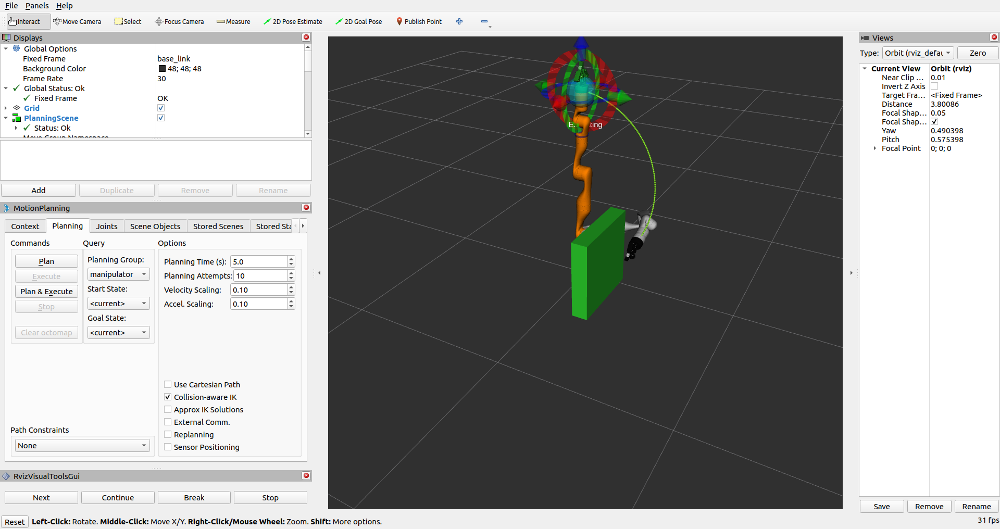 File Panels Help
Interact Move Camera Select Focus Camera Measure 2D Pose Estimate 2D Goal Pose Publish Point
Displays
Global Options
Fixed Frame base_link
Background Color 48; 48; 48
Frame Rate 30
Global Status: Ok
Fixed Frame OK
Grid
PlanningScene
Status: Ok
Move Group Namespace
Add Duplicate Remove Rename
MotionPlanning
Context Planning Joints Scene Objects Stored Scenes Stored Sta
Commands Query Options
Plan
Execute
Plan & Execute
Stop
Clear octomap
Planning Group:
manipulator
Start State:
<current>
Goal State:
<current>
Planning Time (s): 5.0
Planning Attempts: 10
Velocity Scaling: 0.10
Accel. Scaling: 0.10
Use Cartesian Path
Collision-aware IK
Approx IK Solutions
External Comm.
Replanning
Sensor Positioning
Path Constraints
None
RvizVisualToolsGui
Next Continue Break Stop
Reset Left-Click: Rotate. Middle-Click: Move X/Y. Right-Click/Mouse Wheel: Zoom. Shift: More options.
Views
Type: Orbit (rviz_defau Zero
Current View Orbit (rviz)
Near Clip ... 0.01
Invert Z Axis
Target Fra... <Fixed Frame>
Distance 3.80086
Focal Shap... 0.05
Focal Shap...
Yaw 0.490398
Pitch 0.575398
Focal Point 0; 0; 0
Save Remove Rename
31 fps